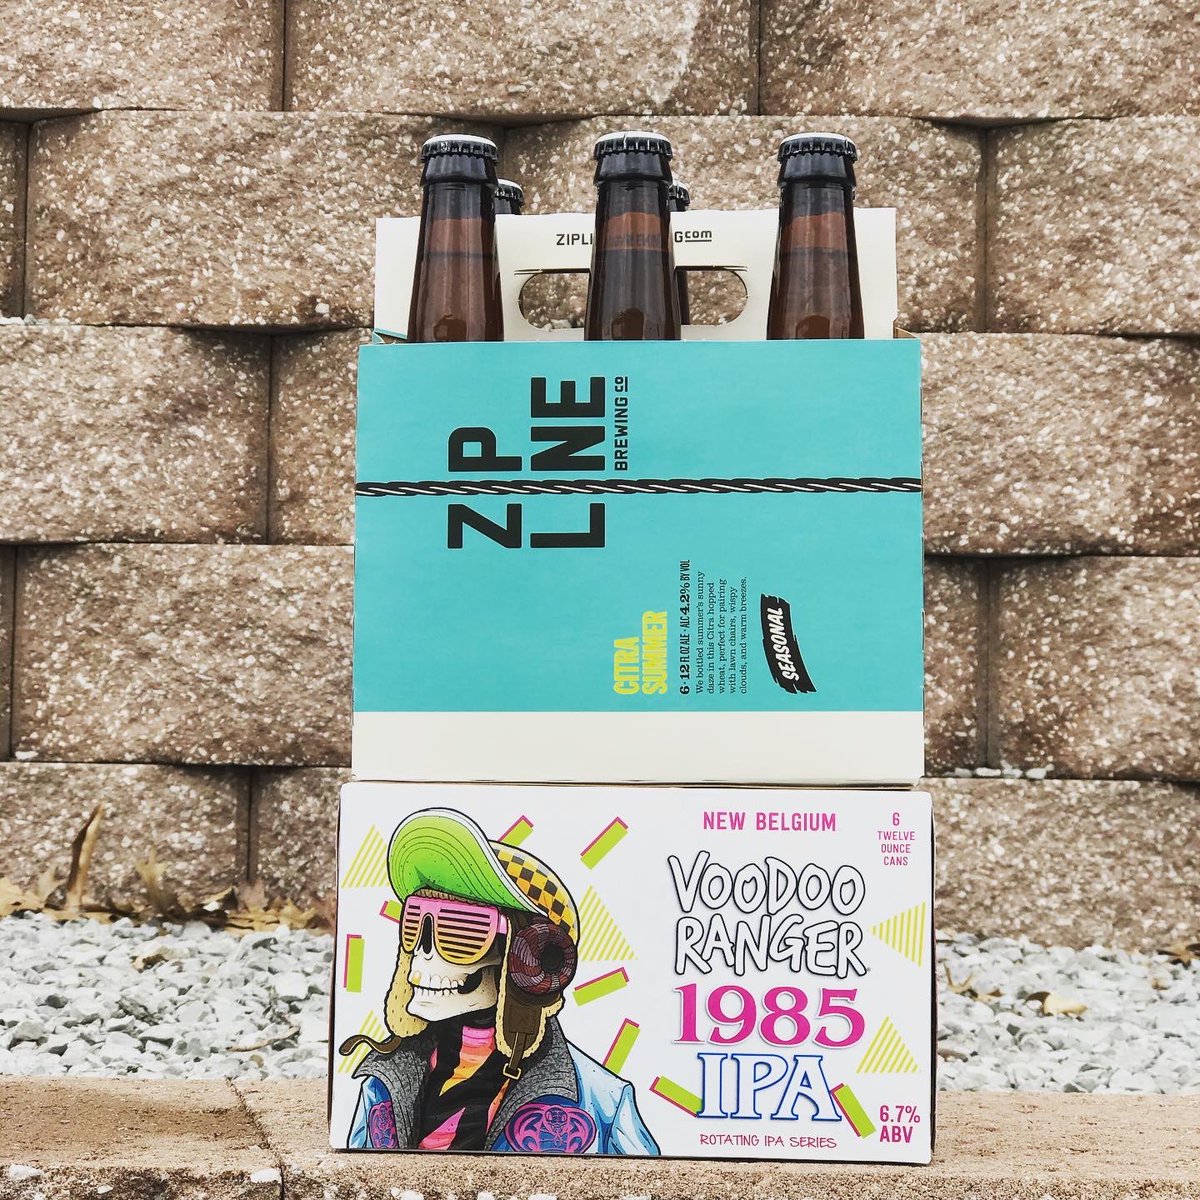 ZIPLI
G com
ZIP
LINE
BREWING CO
CITRA
SUMMER
6·12 FL OZ ALE · ALC 4.2% BY VOL
We bottled summer's sunny
daze in this Citra hopped
wheat, perfect for pairing
with lawn chairs, wispy
clouds, and warm breezes.
SEASONAL
NEW BELGIUM
6
TWELVE
OUNCE
CANS
VOODOO
RANGER
1985
IPA
6.7%
ABV
ROTATING IPA SERIES